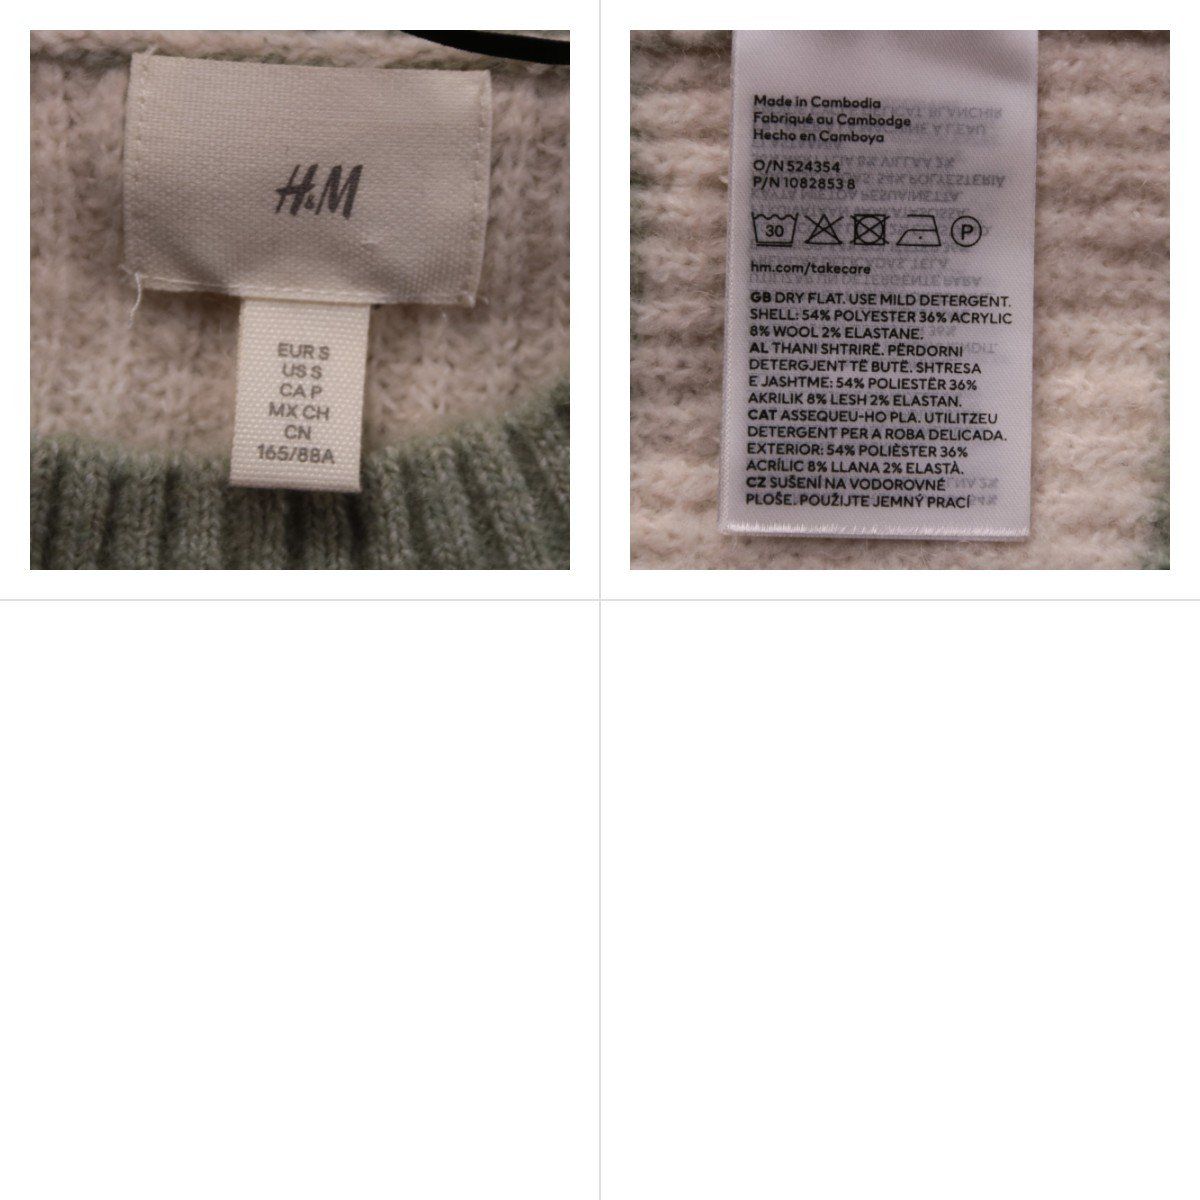 H&M
EUR S
US S
CA P
MX CH
CN
165/88A
Made in Cambodia
Fabriqué au Cambodge
Hecho en Camboya
O/N 524354
P/N 1082853 8
30
P
hm.com/takecare
GB DRY FLAT. USE MILD DETERGENT.
SHELL: 54% POLYESTER 36% ACRYLIC
8% WOOL 2% ELASTANE.
AL THANI SHTRIRË. PËRDORNI
DETERGJENT TË BUTË. SHTRESA
E JASHTME: 54% POLIESTËR 36%
AKRILIK 8% LESH 2% ELASTAN.
CAT ASSEQUEU-HO PLA. UTILITZEU
DETERGENT PER A ROBA DELICADA.
EXTERIOR: 54% POLIÈSTER 36%
ACRÍLIC 8% LLANA 2% ELASTÀ.
CZ SUŠENÍ NA VODOROVNÉ
PLOŠE. POUŽIJTE JEMNÝ PRACÍ